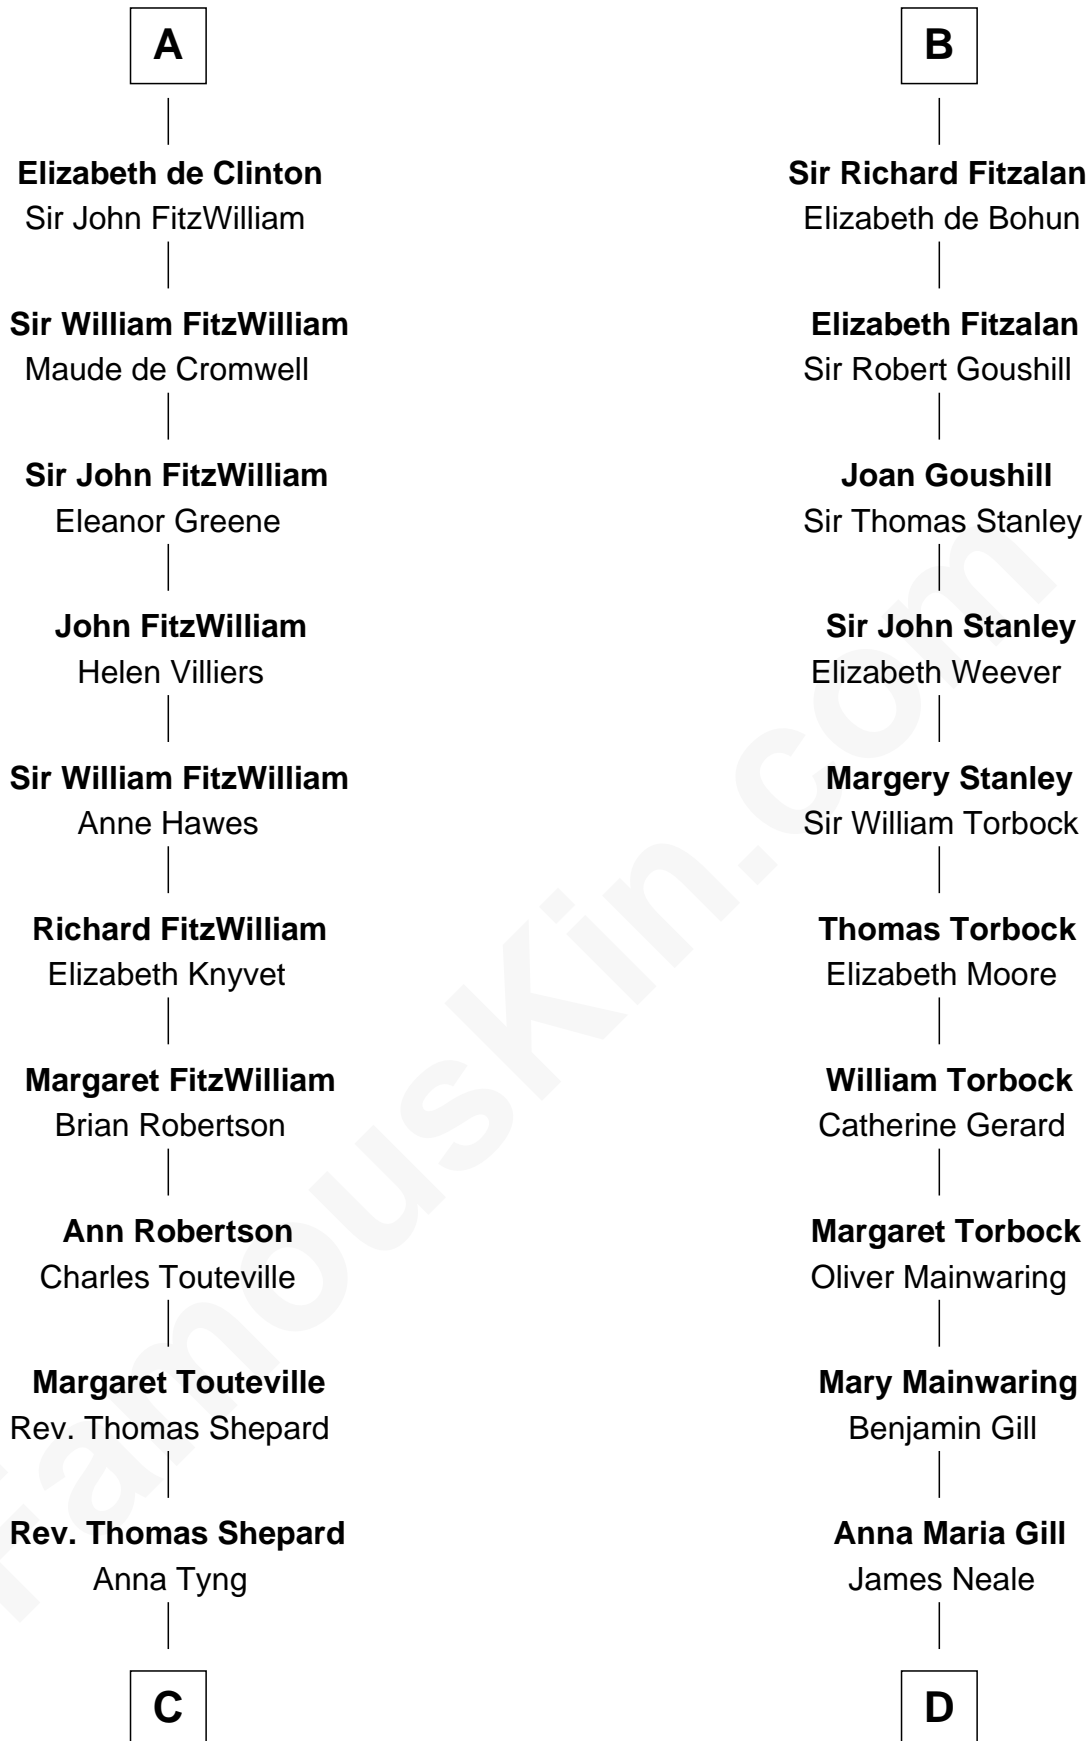 A
Elizabeth de Clinton
Sir John FitzWilliam
Sir William FitzWilliam
Maude de Cromwell
Sir John FitzWilliam
Eleanor Greene
John FitzWilliam
Helen Villiers
Sir William FitzWilliam
Anne Hawes
Richard FitzWilliam
Elizabeth Knyvet
Margaret FitzWilliam
Brian Robertson
Ann Robertson
Charles Touteville
Margaret Touteville
Rev. Thomas Shepard
Rev. Thomas Shepard
Anna Tyng
C
B
Sir Richard Fitzalan
Elizabeth de Bohun
Elizabeth Fitzalan
Sir Robert Goushill
Joan Goushill
Sir Thomas Stanley
Sir John Stanley
Elizabeth Weever
Margery Stanley
Sir William Torbock
Thomas Torbock
Elizabeth Moore
William Torbock
Catherine Gerard
Margaret Torbock
Oliver Mainwaring
Mary Mainwaring
Benjamin Gill
Anna Maria Gill
James Neale
D
FamousKin.com